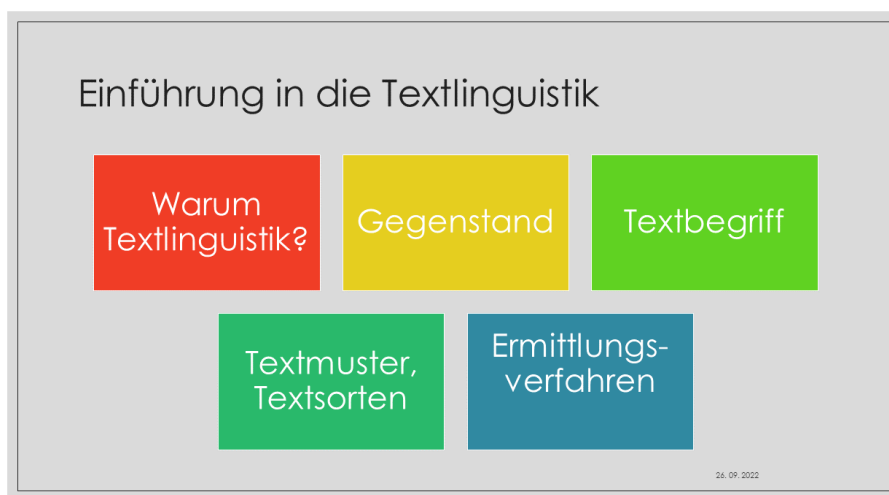 Einführung in die Textlinguistik
Warum
Textlinguistik?
Gegenstand
Textbegriff
Textmuster,
Textsorten
Ermittlungs-
verfahren
26. 09. 2022